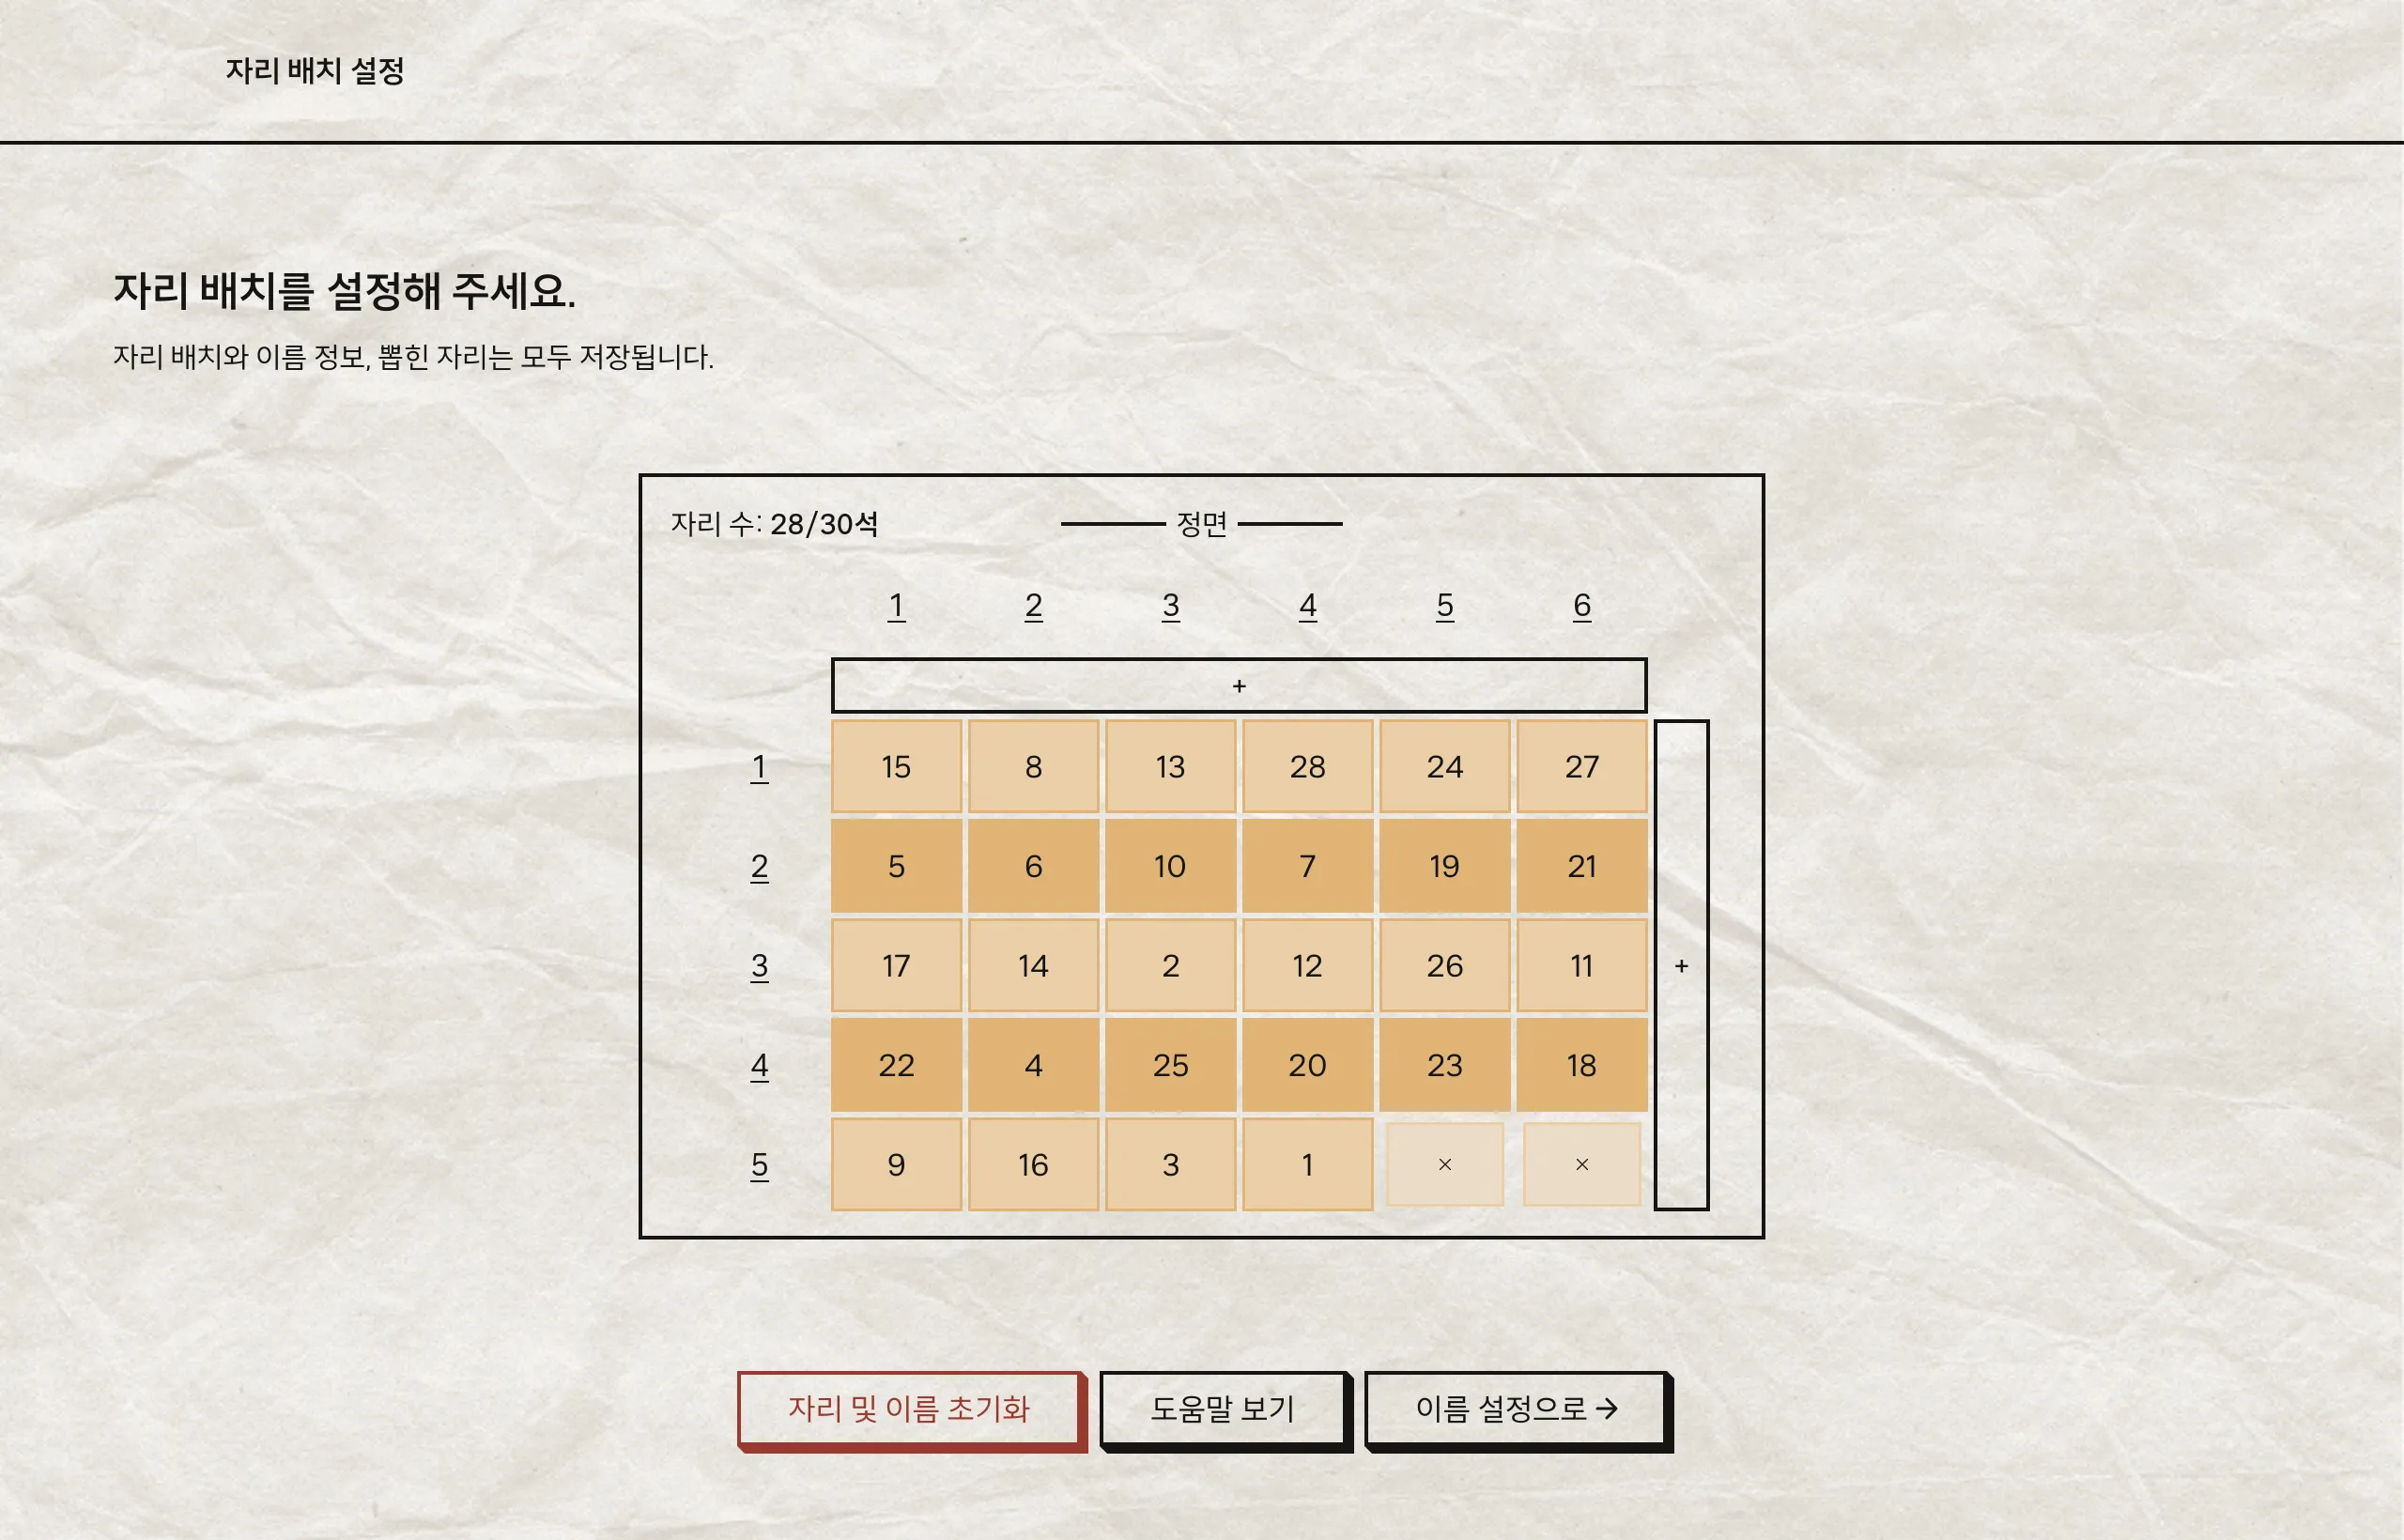 자리 배치 설정
자리 배치를 설정해 주세요.
자리 배치와 이름 정보, 뽑힌 자리는 모두 저장됩니다.
자리 수: 28/30석 정면
1 2 3 4 5 6
+
1 15 8 13 28 24 27
2 5 6 10 7 19 21
3 17 14 2 12 26 11 +
4 22 4 25 20 23 18
5 9 16 3 1 × ×
자리 및 이름 초기화 도움말 보기 이름 설정으로 →